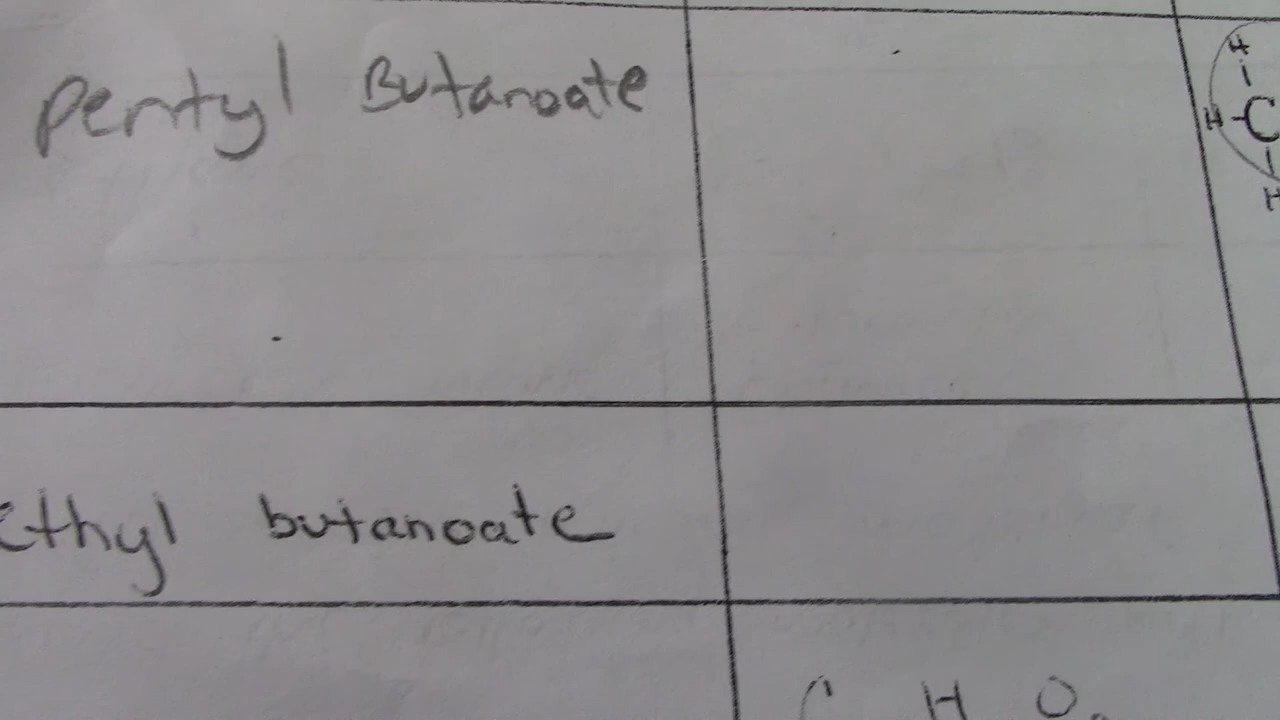 pentyl Butanoate
H
H-C
H
ethyl butanoate
C H O